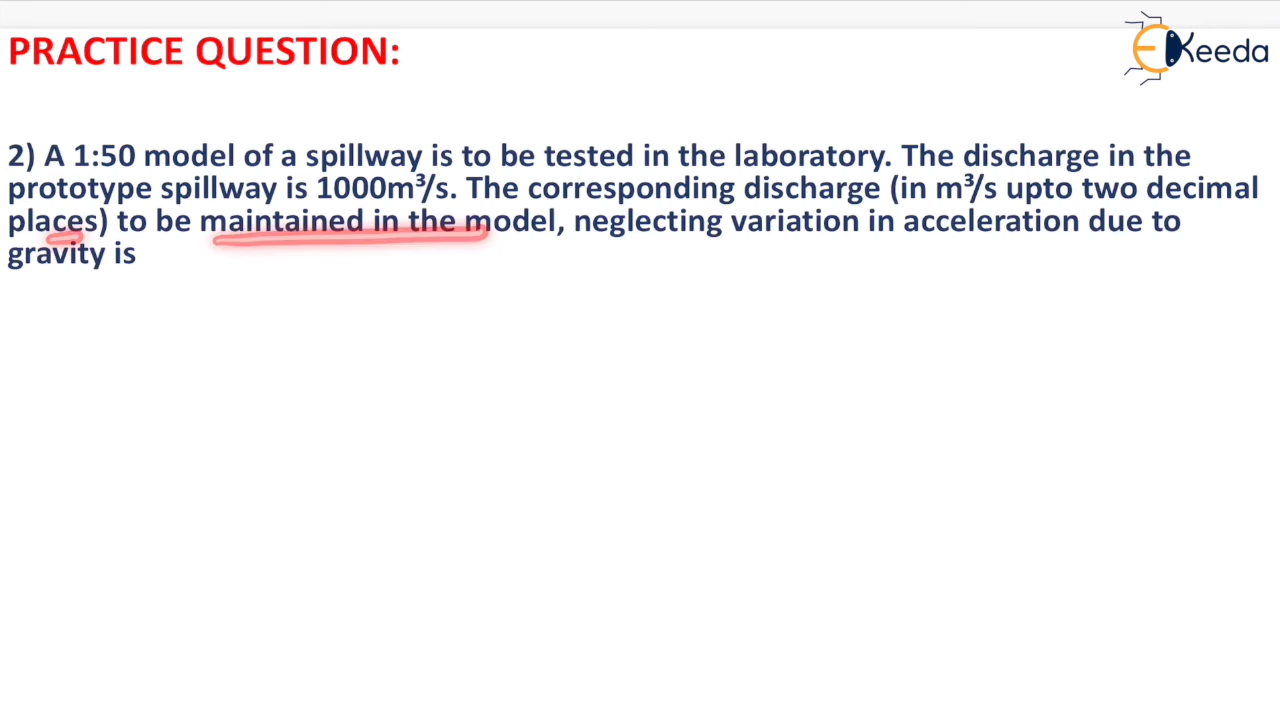 PRACTICE QUESTION:
EKeeda
2) A 1:50 model of a spillway is to be tested in the laboratory. The discharge in the
prototype spillway is 1000m³/s. The corresponding discharge (in m³/s upto two decimal
places) to be maintained in the model, neglecting variation in acceleration due to
gravity is